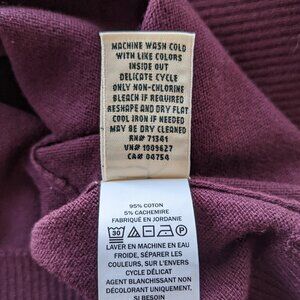 MACHINE WASH COLD
WITH LIKE COLORS
INSIDE OUT
DELICATE CYCLE
ONLY NON-CHLORINE
BLEACH IF REQUIRED
RESHAPE AND DRY FLAT
COOL IRON IF NEEDED
MAY BE DRY CLEANED
RN# 71341
VN# 1009627
CA# 04754
95% COTON
5% CACHEMIRE
FABRIQUÉ EN JORDANIE
30
LAVER EN MACHINE EN EAU
FROIDE, SÉPARER LES
COULEURS, SUR L'ENVERS
CYCLE DÉLICAT
AGENT BLANCHISSANT NON
DÉCOLORANT UNIQUEMENT,
SI BESOIN